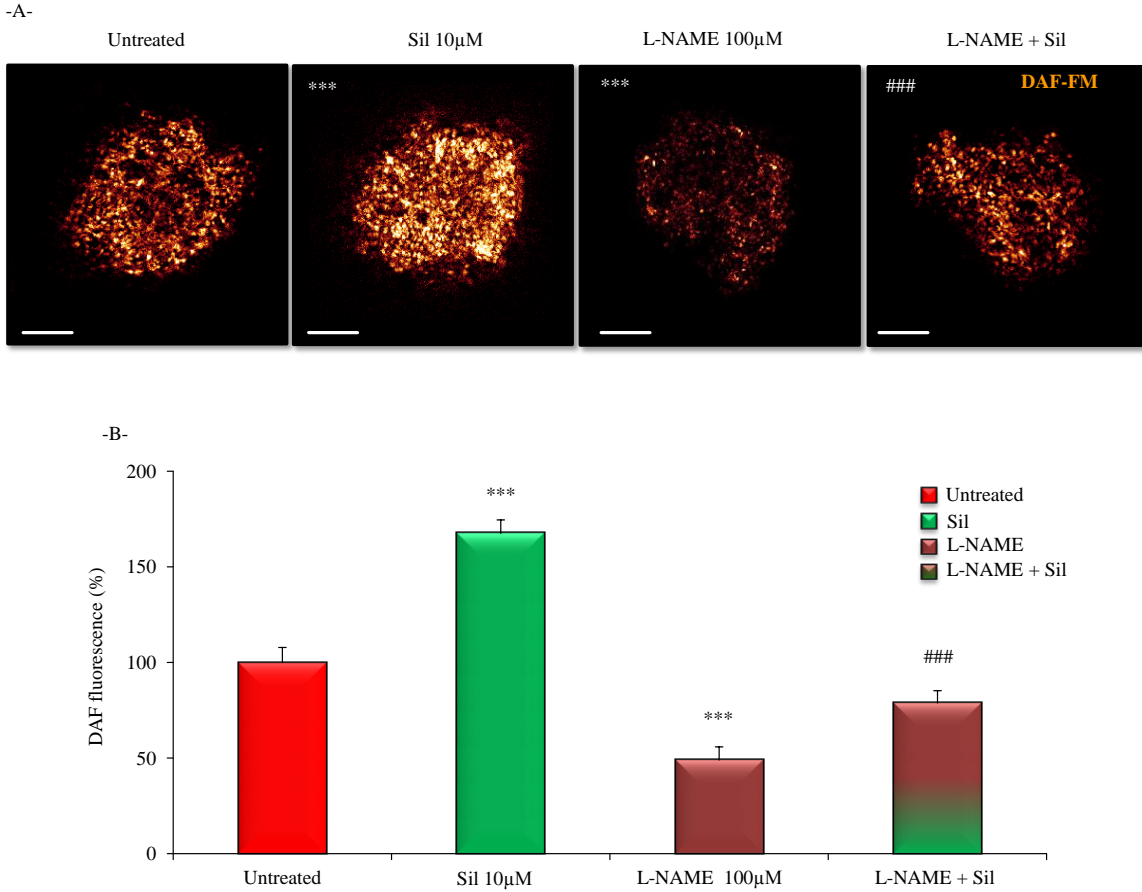 -A-
Untreated
Sil 10µM
L-NAME 100µM
L-NAME + Sil
***
***
###
DAF-FM
-B-
DAF fluorescence (%)
200
150
100
50
0
***
***
###
Untreated
Sil
L-NAME
L-NAME + Sil
Untreated
Sil 10µM
L-NAME 100µM
L-NAME + Sil